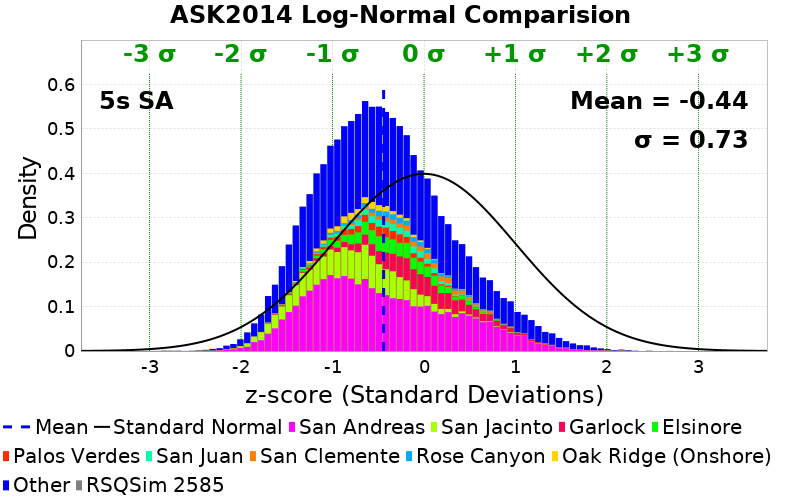 ASK2014 Log-Normal Comparision
-3 σ -2 σ -1 σ 0 σ +1 σ +2 σ +3 σ
5s SA
Mean = -0.44
σ = 0.73
Density
0.6
0.5
0.4
0.3
0.2
0.1
0
-3 -2 -1 0 1 2 3
z-score (Standard Deviations)
Mean Standard Normal San Andreas San Jacinto Garlock Elsinore
Palos Verdes San Juan San Clemente Rose Canyon Oak Ridge (Onshore)
Other RSQSim 2585